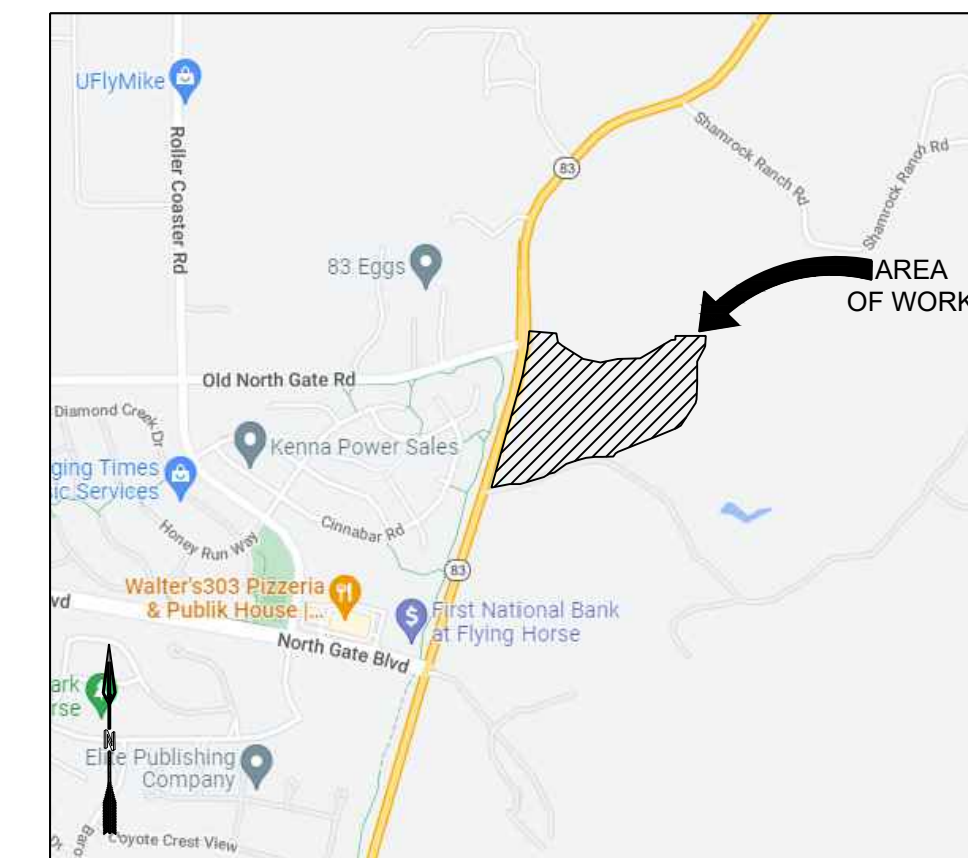 UFlyMike
Roller Coaster Rd
83
Shamrock Ranch Rd
Shamrock Ranch Rd
83 Eggs
AREA
OF WORK
Old North Gate Rd
Diamond Creek Dr
Kenna Power Sales
ging Times
ic Services
Cinnabar Rd
Honey Run Way
83
Walter's303 Pizzeria
& Publik House |...
First National Bank
at Flying Horse
vd
North Gate Blvd
ark
rse
N
Elite Publishing
Company
Coyote Crest View
Baro
Dr